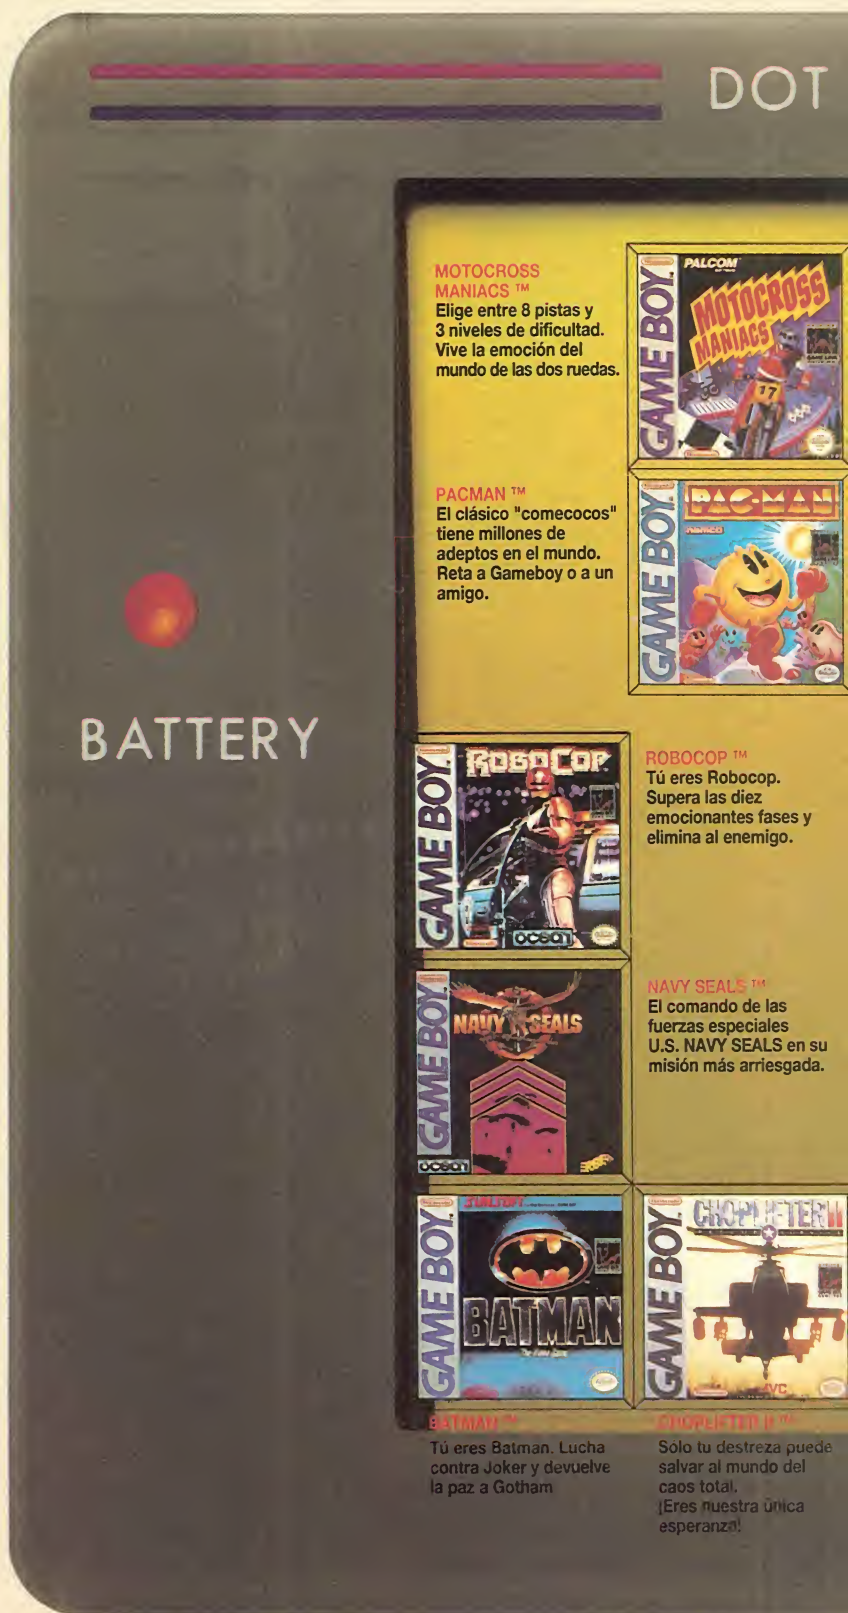 DOT
MOTOCROSS
MANIACS ™
Elige entre 8 pistas y
3 niveles de dificultad.
Vive la emoción del
mundo de las dos ruedas.
GAME BOY
PALCOM
MOTOCROSS
MANIACS
17
PACMAN ™
El clásico "comecocos"
tiene millones de
adeptos en el mundo.
Reta a Gameboy o a un
amigo.
GAME BOY
PAC-MAN
namco
BATTERY
GAME BOY
ROBOCOP
ocean
ROBOCOP ™
Tú eres Robocop.
Supera las diez
emocionantes fases y
elimina al enemigo.
GAME BOY
NAVY SEALS
ocean
NAVY SEALS ™
El comando de las
fuerzas especiales
U.S. NAVY SEALS en su
misión más arriesgada.
GAME BOY
SUNSOFT
BATMAN
GAME BOY
CHOPLIFTER II
JVC
BATMAN ™
Tú eres Batman. Lucha
contra Joker y devuelve
la paz a Gotham
CHOPLIFTER II ™
Sólo tu destreza puede
salvar al mundo del
caos total.
¡Eres nuestra única
esperanza!